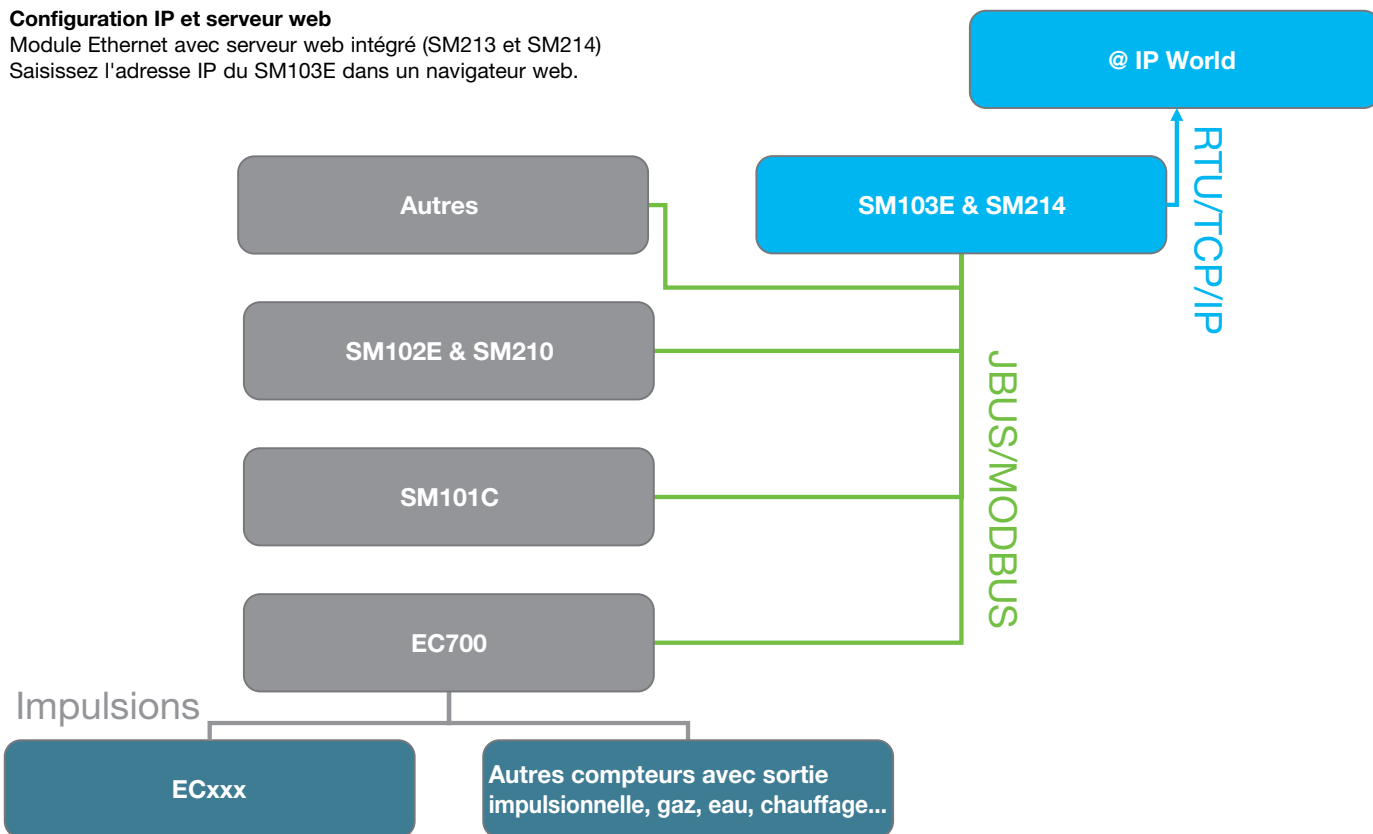 Configuration IP et serveur web
Module Ethernet avec serveur web intégré (SM213 et SM214)
Saisissez l'adresse IP du SM103E dans un navigateur web.
@ IP World
RTU/TCP/IP
Autres
SM103E & SM214
SM102E & SM210
JBUS/MODBUS
SM101C
EC700
Impulsions
ECxxx
Autres compteurs avec sortie
impulsionnelle, gaz, eau, chauffage...